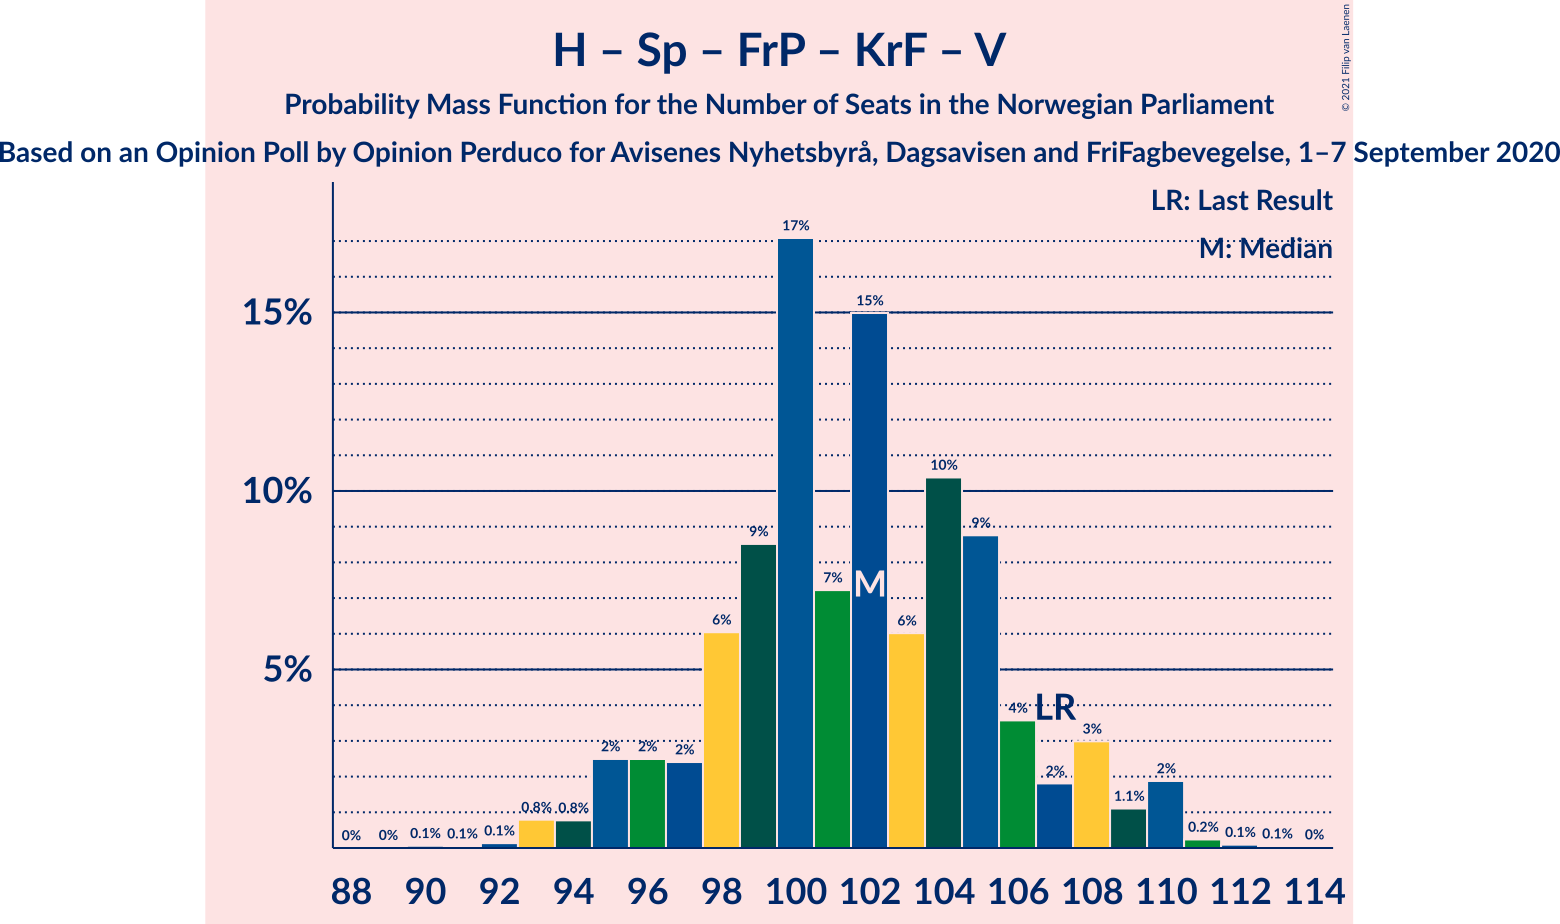 H – Sp – FrP – KrF – V
Probability Mass Function for the Number of Seats in the Norwegian Parliament
Based on an Opinion Poll by Opinion Perduco for Avisenes Nyhetsbyrå, Dagsavisen and FriFagbevegelse, 1–7 September 2020
© 2021 Filip van Laenen
LR: Last Result
M: Median
15%
10%
5%
0% 0% 0.1% 0.1% 0.1% 0.8% 0.8% 2% 2% 2% 6% 9% 17% 7% 15% 6% 10% 9% 4% 2% 3% 1.1% 2% 0.2% 0.1% 0.1% 0%
M
LR
88 90 92 94 96 98 100 102 104 106 108 110 112 114